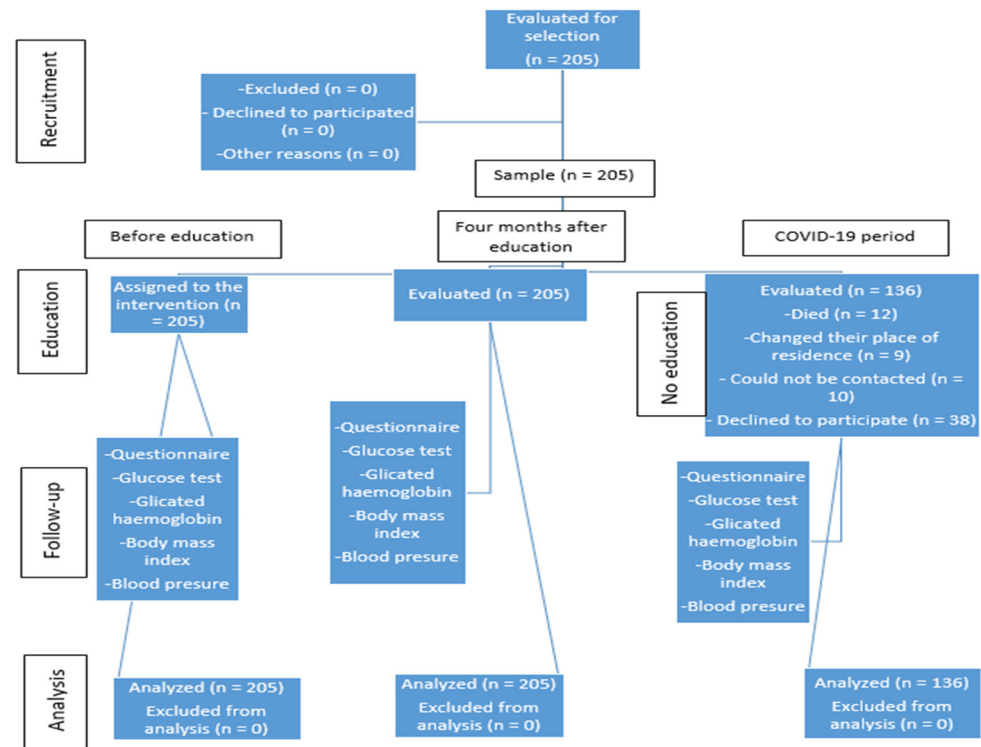 Evaluated for
selection
(n = 205)
Recruitment
-Excluded (n = 0)
- Declined to participated
(n = 0)
-Other reasons (n = 0)
Sample (n = 205)
Before education
Four months after
education
COVID-19 period
Education
Assigned to the
intervention (n
= 205)
Evaluated (n = 205)
No education
Evaluated (n = 136)
-Died (n = 12)
-Changed their place of
residence (n = 9)
- Could not be contacted (n =
10)
- Declined to participate (n = 38)
Follow-up
-Questionnaire
-Glucose test
-Glicated
haemoglobin
-Body mass
index
-Blood presure
-Questionnaire
-Glucose test
-Glicated
haemoglobin
-Body mass
index
-Blood presure
-Questionnaire
-Glucose test
-Glicated
haemoglobin
-Body mass
index
-Blood presure
Analysis
Analyzed (n = 205)
Excluded from
analysis (n = 0)
Analyzed (n = 205)
Excluded from
analysis (n = 0)
Analyzed (n = 136)
Excluded from
analysis (n = 0)